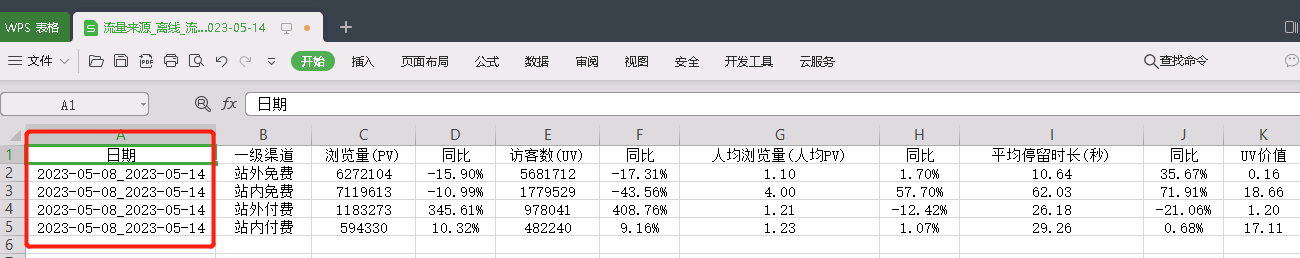 WPS 表格 流量来源_离线_流...023-05-14
文件 开始 插入 页面布局 公式 数据 审阅 视图 安全 开发工具 云服务 查找命令
A1 fx 日期
A B C D E F G H I J K
1 日期 一级渠道 浏览量(PV) 同比 访客数(UV) 同比 人均浏览量(人均PV) 同比 平均停留时长(秒) 同比 UV价值
2 2023-05-08_2023-05-14 站外免费 6272104 -15.90% 5681712 -17.31% 1.10 1.70% 10.64 35.67% 0.16
3 2023-05-08_2023-05-14 站内免费 7119613 -10.99% 1779529 -43.56% 4.00 57.70% 62.03 71.91% 18.66
4 2023-05-08_2023-05-14 站外付费 1183273 345.61% 978041 408.76% 1.21 -12.42% 26.18 -21.06% 1.20
5 2023-05-08_2023-05-14 站内付费 594330 10.32% 482240 9.16% 1.23 1.07% 29.26 0.68% 17.11
6